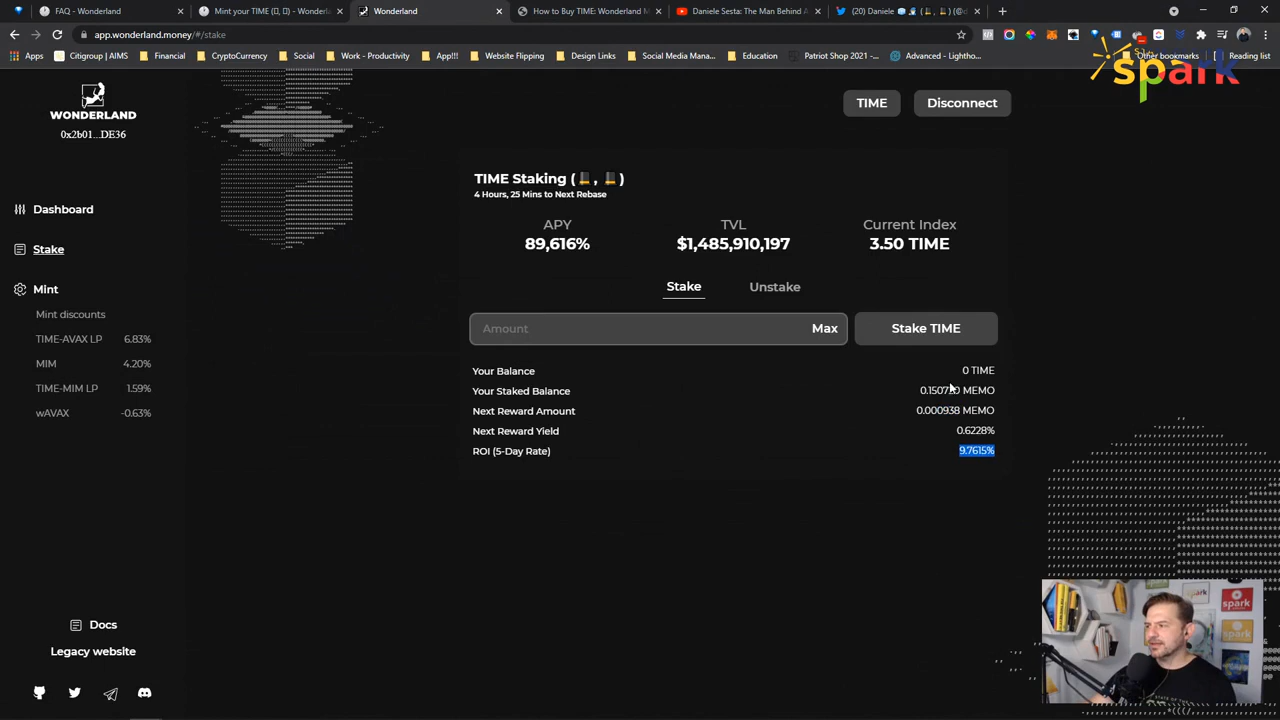 FAQ - Wonderland
Mint your TIME (▯, ▯) - Wonderl
Wonderland
How to Buy TIME: Wonderland M
Daniele Sesta: The Man Behind A
(20) Daniele
app.wonderland.money/#/stake
Apps
Citigroup | AIMS
Financial
CryptoCurrency
Social
Work - Productivity
App!!!
Website Flipping
Design Links
Social Media Mana...
Education
Patriot Shop 2021 -...
Advanced - Lightho...
Other bookmarks
Reading list
spark
WONDERLAND
0x2b01...DE36
TIME
Disconnect
Dashboard
Stake
Mint
Mint discounts
TIME-AVAX LP 6.83%
MIM 4.20%
TIME-MIM LP 1.59%
wAVAX -0.63%
TIME Staking (🎩, 🎩)
4 Hours, 25 Mins to Next Rebase
APY
89,616%
TVL
$1,485,910,197
Current Index
3.50 TIME
Stake
Unstake
Amount
Max
Stake TIME
Your Balance 0 TIME
Your Staked Balance MEMO
Next Reward Amount 0.000938 MEMO
Next Reward Yield 0.6228%
ROI (5-Day Rate) 9.7615%
Docs
Legacy website
spark